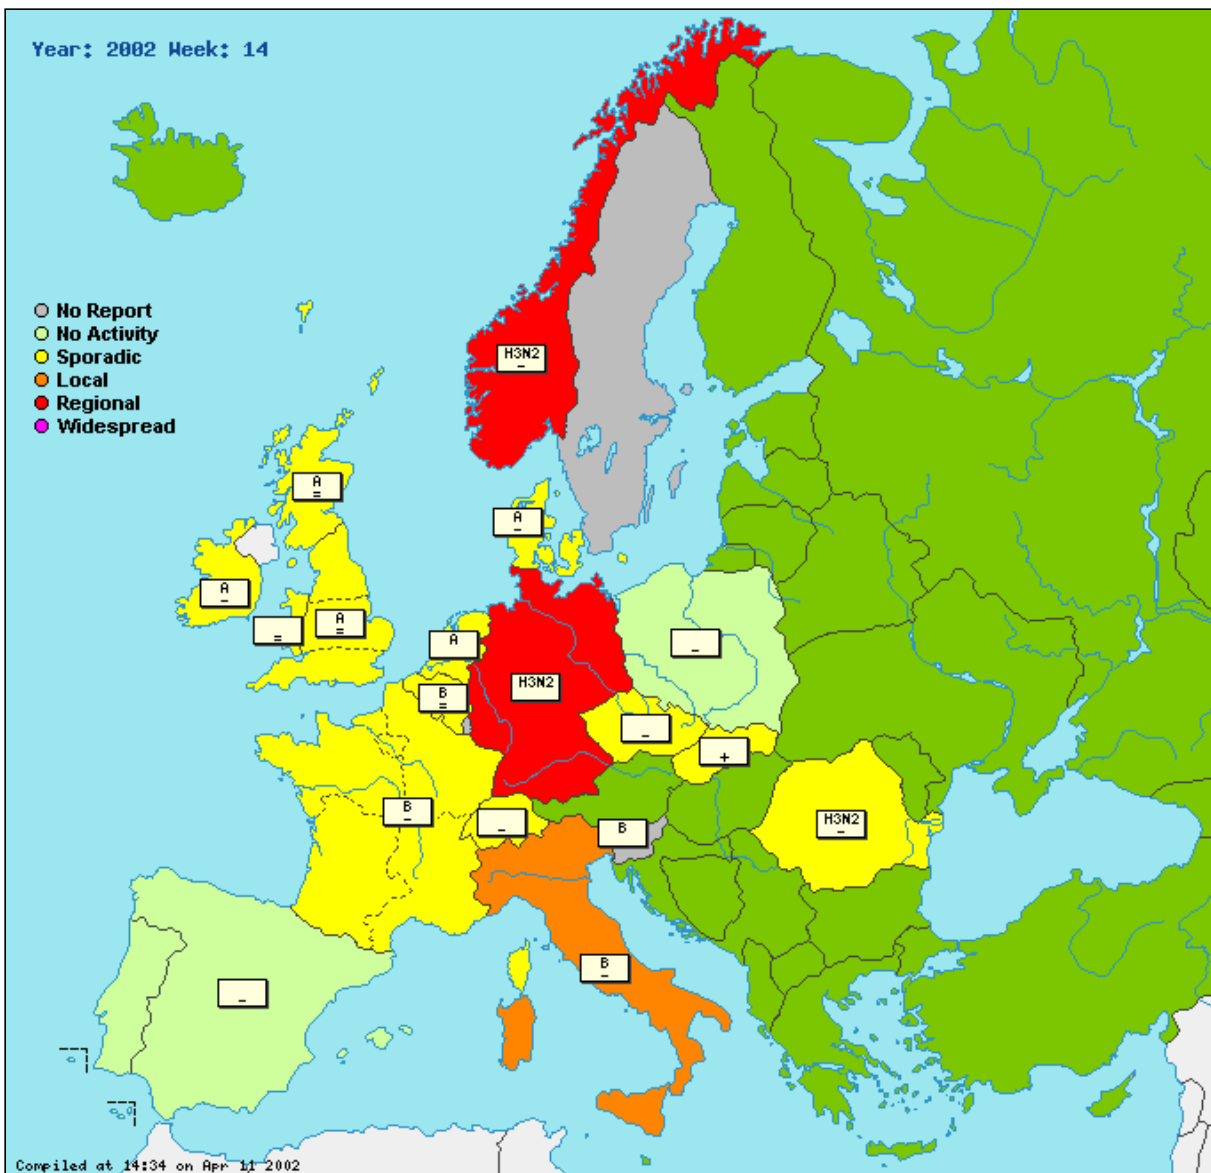 Year: 2002 Week: 14
No Report
No Activity
Sporadic
Local
Regional
Widespread
H3N2
-
A
=
A
-
A
-
=
A
=
A
-
B
=
H3N2
-
+
B
-
-
B
H3N2
-
-
B
-
Compiled at 14:34 on Apr 11 2002